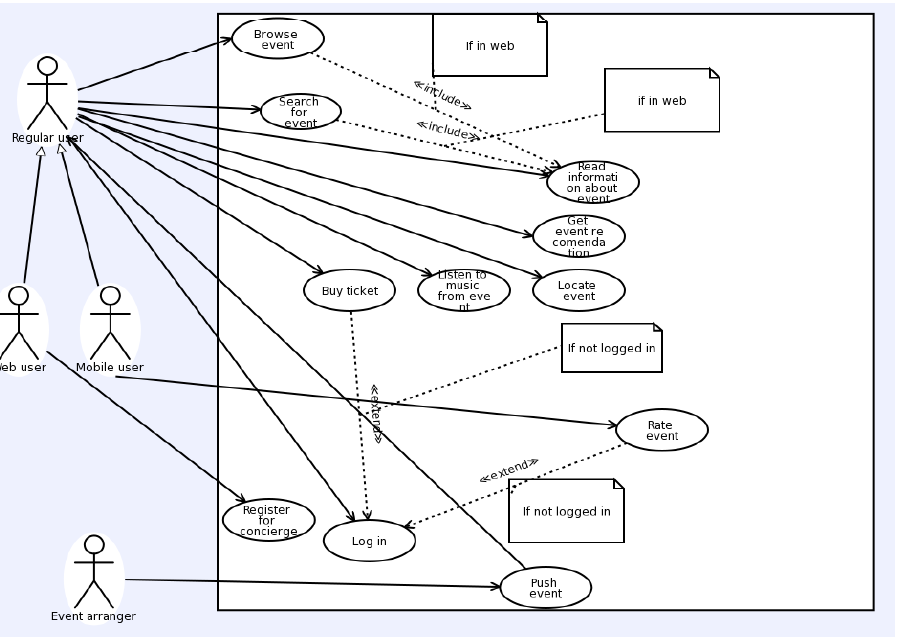 Browse
event
If in web
if in web
≪include≫
Search
for
event
≪include≫
Regular user
Read
informati
on about
event
Get
event re
comenda
tion
Buy ticket
Listen to
music
from eve
nt
Locate
event
If not logged in
eb user
Mobile user
≪extend≫
Rate
event
≪extend≫
If not logged in
Register
for
concierge
Log in
Push
event
Event arranger